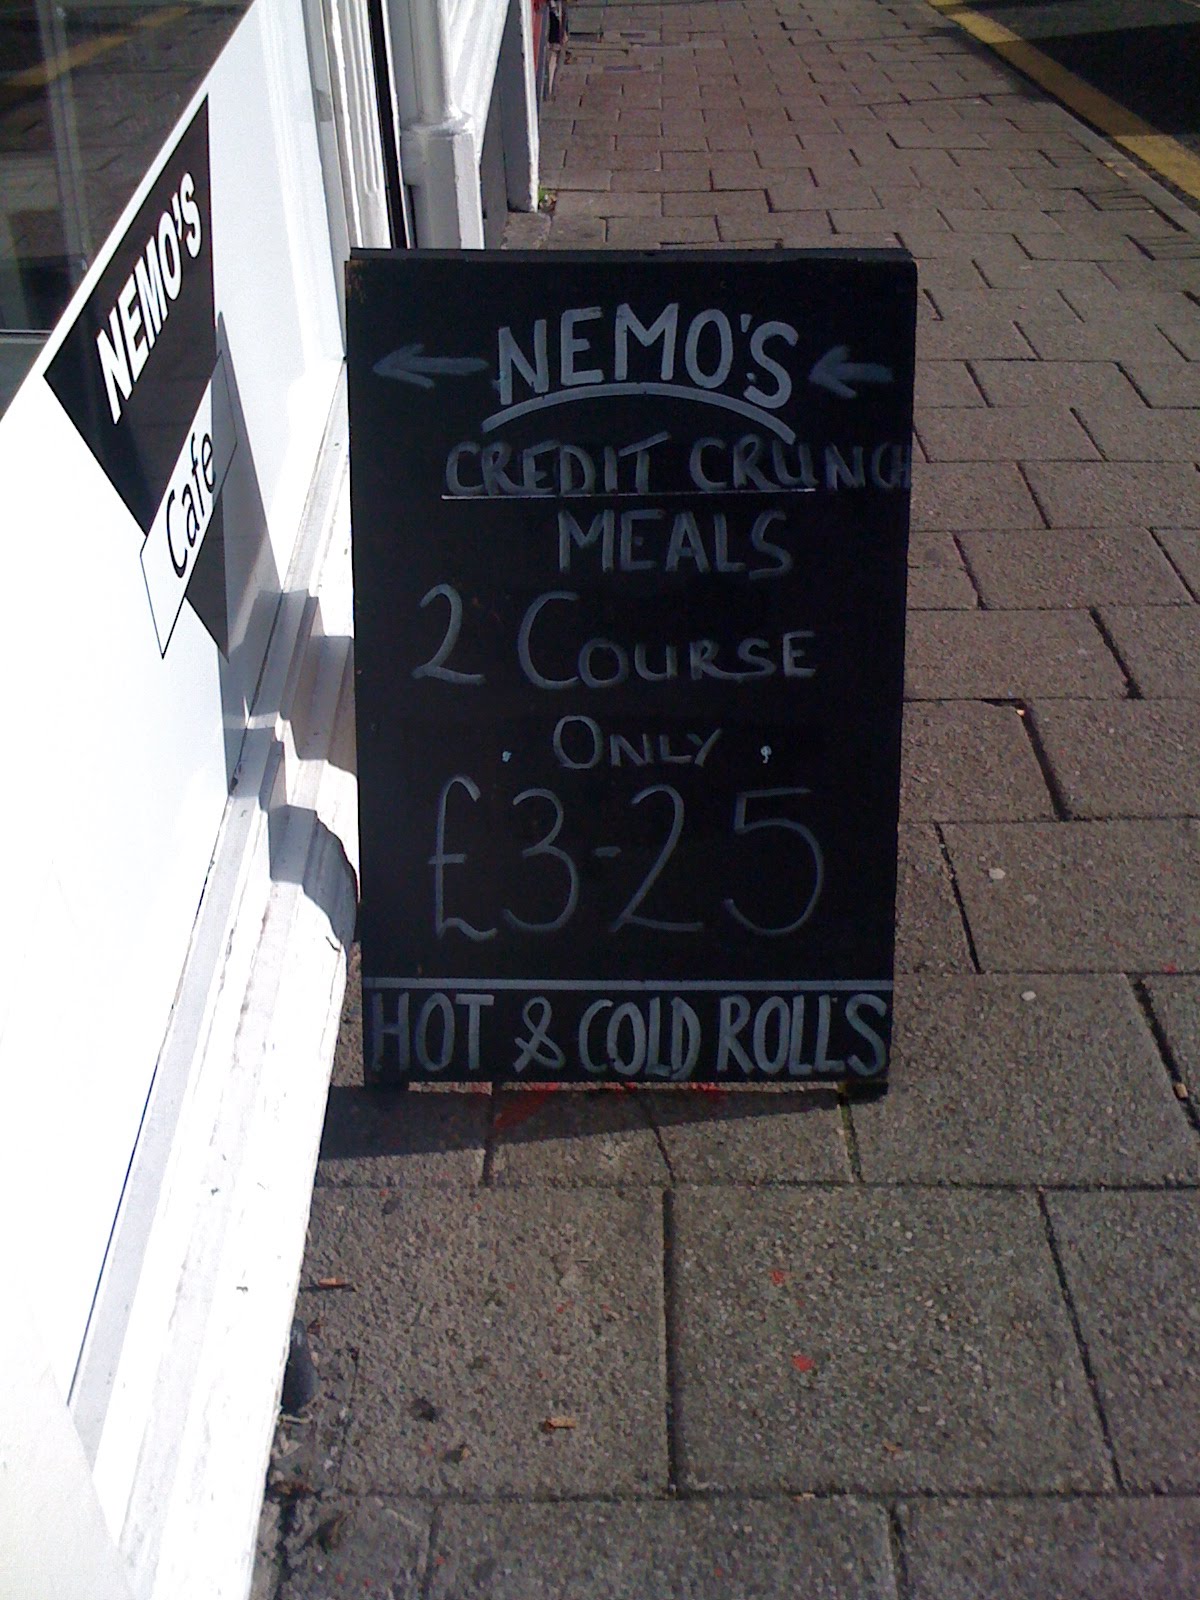 NEMO'S
Cafe
← NEMO'S ←
CREDIT CRUNCH
MEALS
2 COURSE
. ONLY .
£3-25
HOT & COLD ROLLS